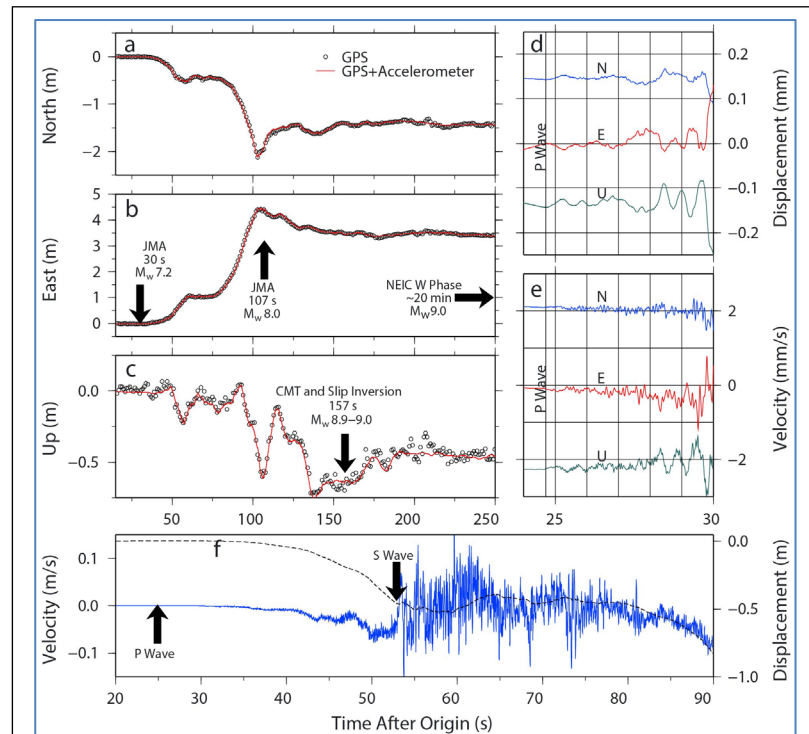 a
GPS
GPS+Accelerometer
North (m)
0
−1
−2
b
East (m)
5
4
3
2
1
0
JMA
30 s
Mw 7.2
JMA
107 s
Mw 8.0
NEIC W Phase
~20 min
Mw9.0
c
Up (m)
0.0
−0.5
CMT and Slip Inversion
157 s
Mw 8.9−9.0
50
100
150
200
250
d
N
E
U
P Wave
0.2
0.1
0.0
−0.1
−0.2
Displacement (mm)
e
N
E
U
P Wave
2
0
−2
Velocity (mm/s)
25
30
f
Velocity (m/s)
0.1
0.0
−0.1
P Wave
S Wave
0.0
−0.5
−1.0
Displacement (m)
20
30
40
50
60
70
80
90
Time After Origin (s)